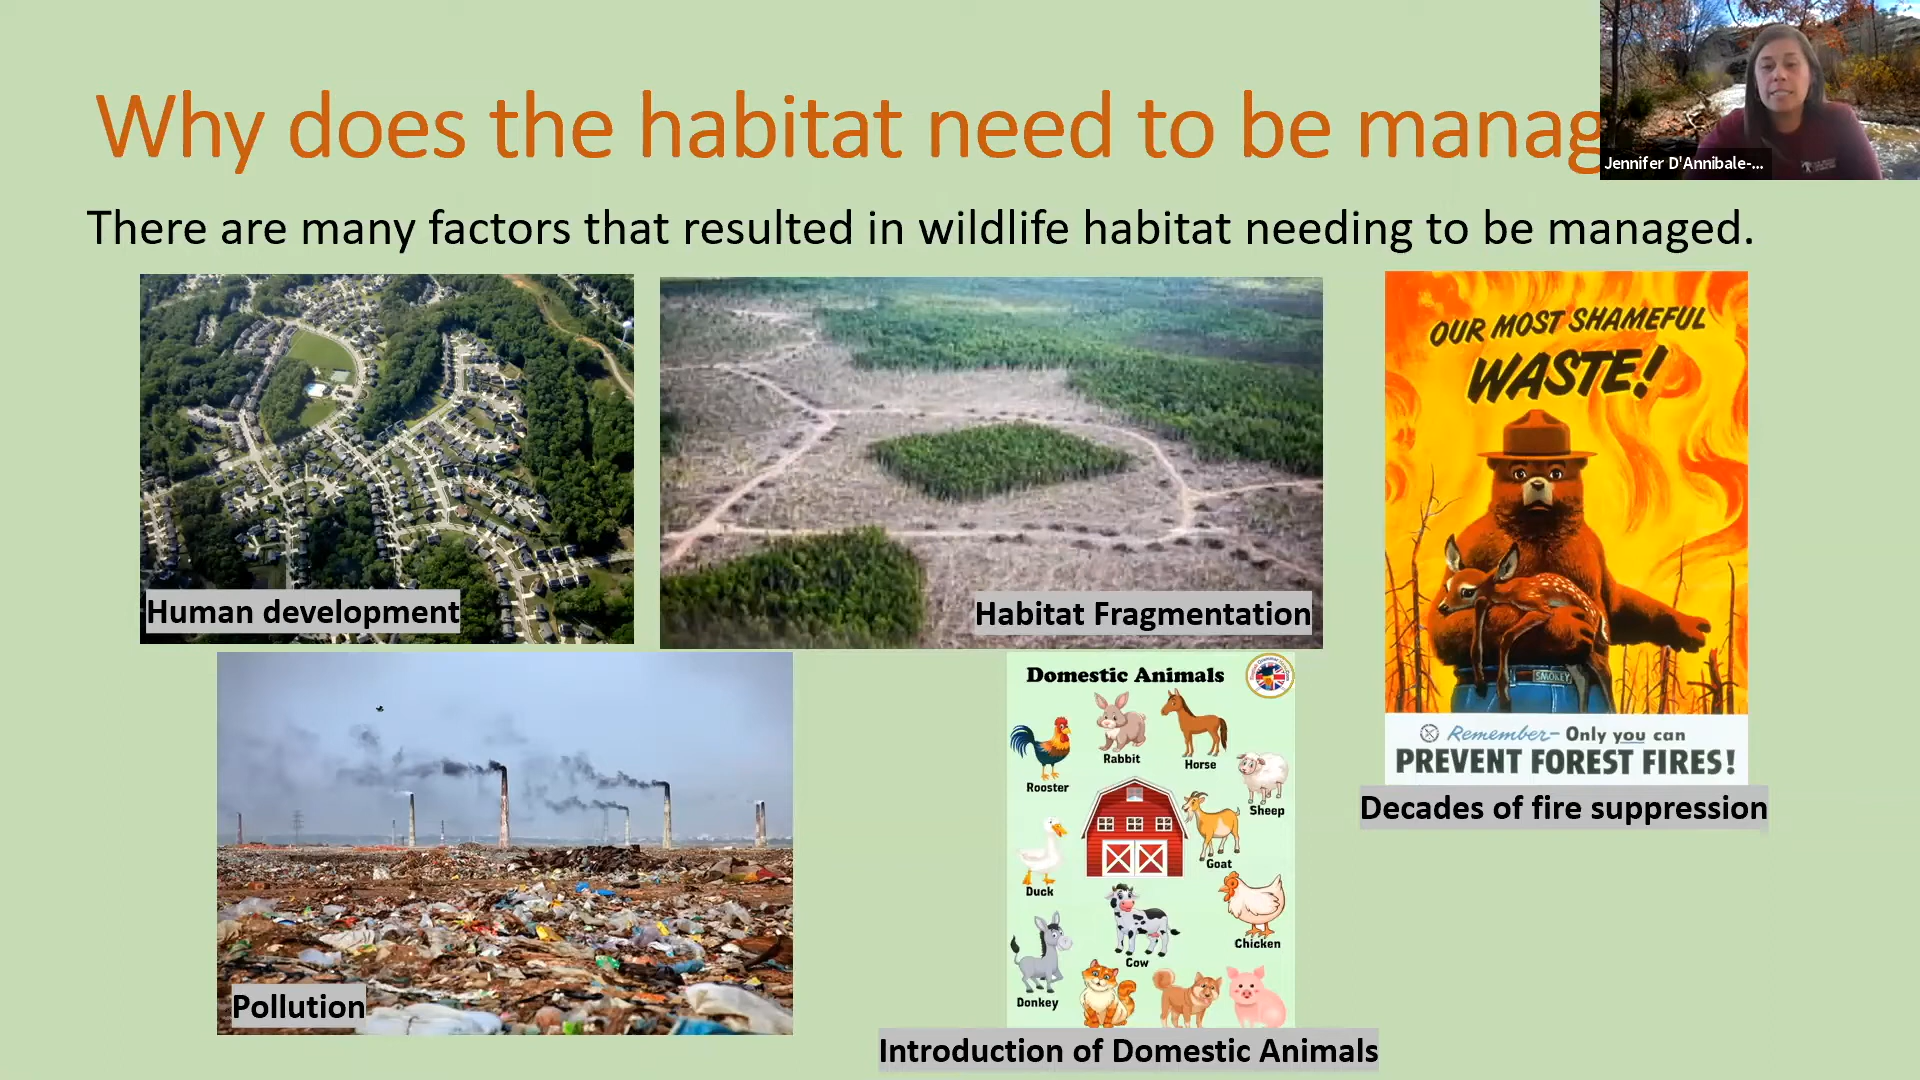 Why does the habitat need to be manag
Jennifer D'Annibale-...
There are many factors that resulted in wildlife habitat needing to be managed.
Human development
Habitat Fragmentation
OUR MOST SHAMEFUL
WASTE!
SMOKEY
Remember- Only you can
PREVENT FOREST FIRES!
Decades of fire suppression
Pollution
Domestic Animals
Rabbit
Horse
Rooster
Sheep
Goat
Duck
Chicken
Cow
Donkey
Introduction of Domestic Animals